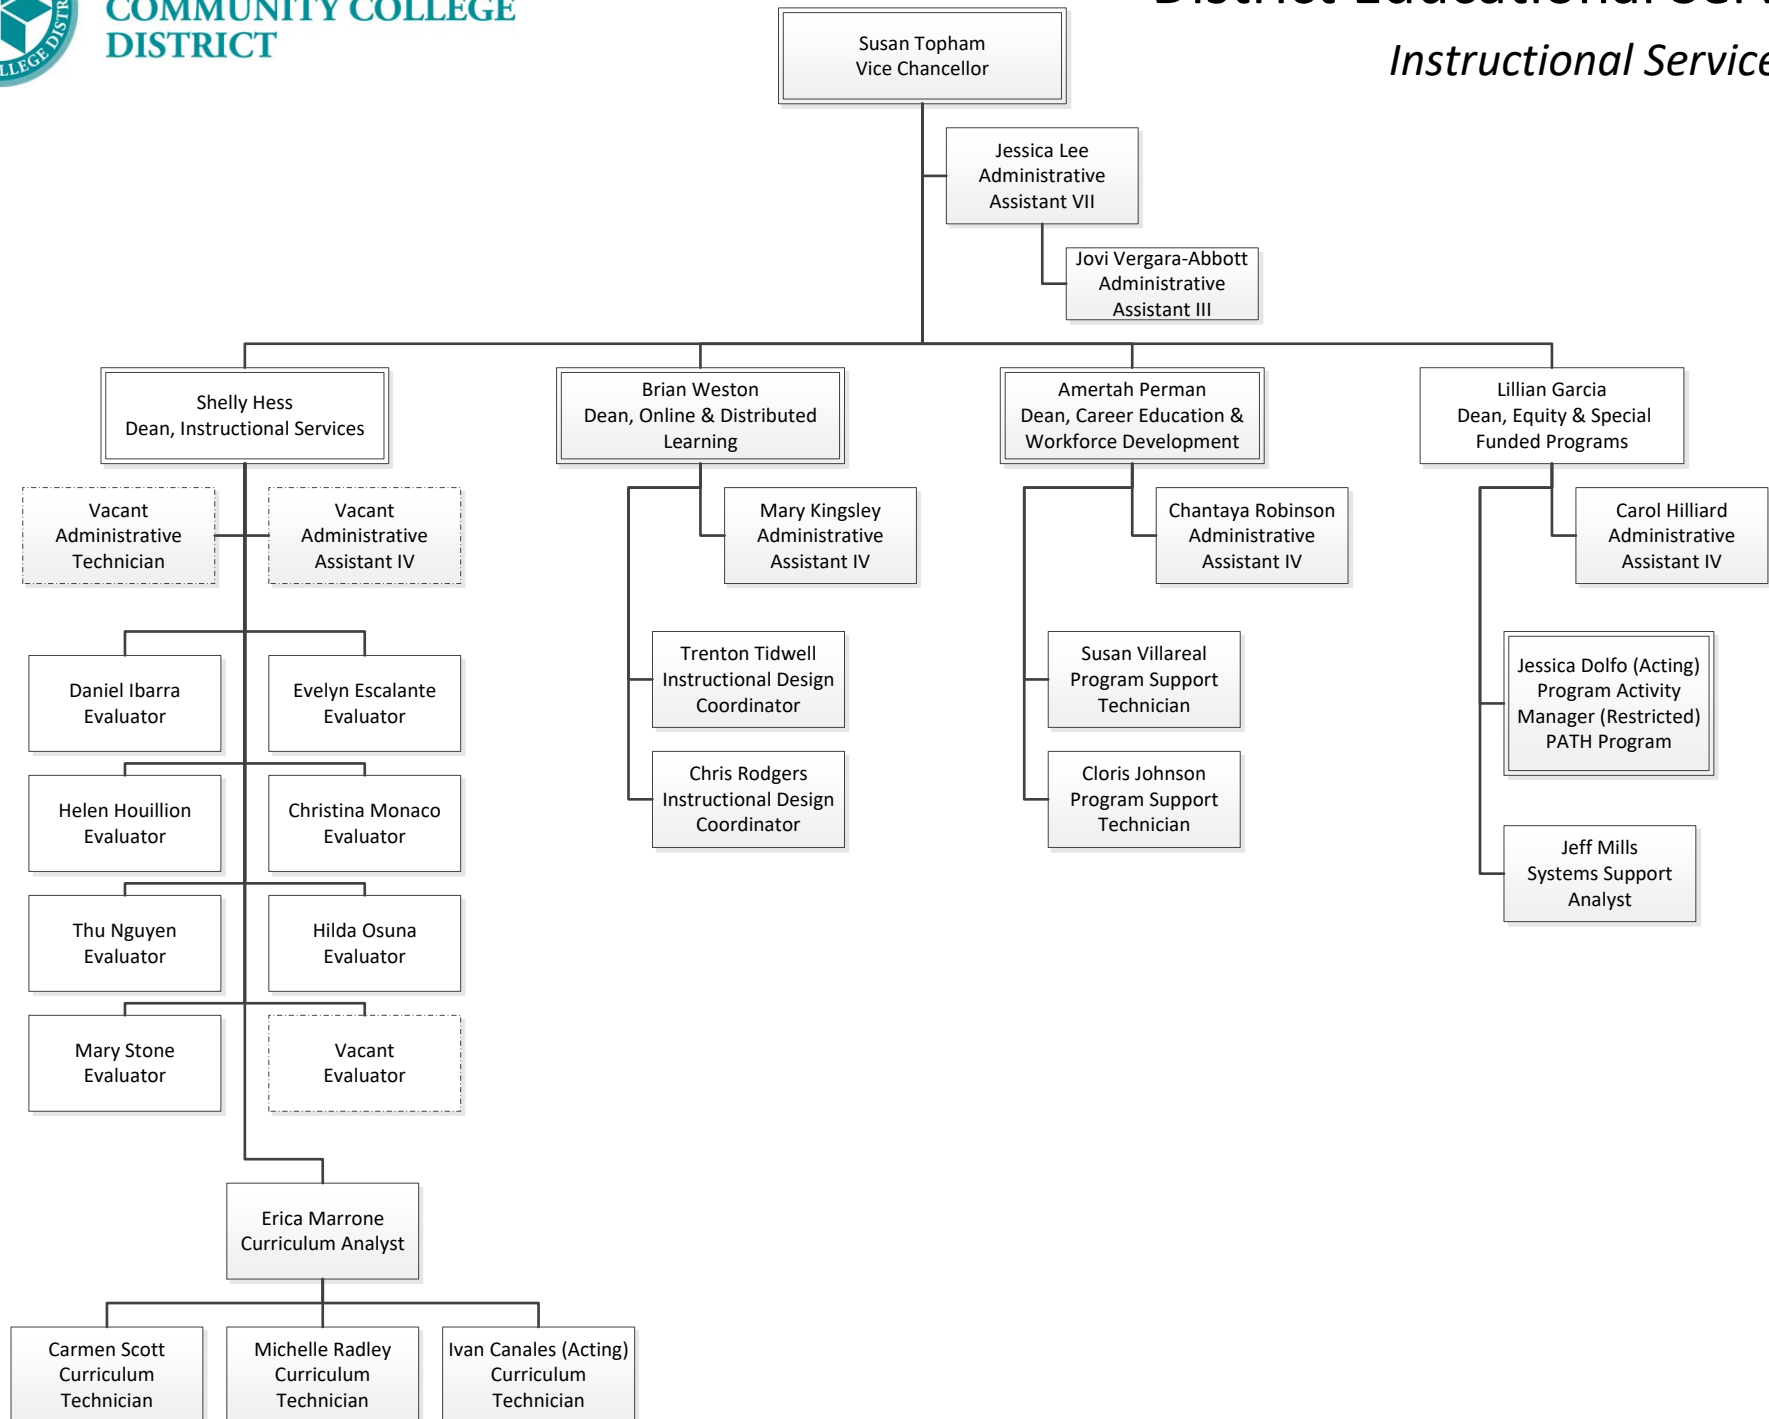 COMMUNITY COLLEGE
DISTRICT
District Educational
Instructional
Susan Topham
Vice Chancellor
Jessica Lee
Administrative
Assistant VII
Jovi Vergara-Abbott
Administrative
Assistant III
Shelly Hess
Dean, Instructional Services
Brian Weston
Dean, Online & Distributed
Learning
Amertah Perman
Dean, Career Education &
Workforce Development
Lillian Garcia
Dean, Equity & Special
Funded Programs
Vacant
Administrative
Technician
Vacant
Administrative
Assistant IV
Mary Kingsley
Administrative
Assistant IV
Chantaya Robinson
Administrative
Assistant IV
Carol Hilliard
Administrative
Assistant IV
Daniel Ibarra
Evaluator
Evelyn Escalante
Evaluator
Trenton Tidwell
Instructional Design
Coordinator
Susan Villareal
Program Support
Technician
Jessica Dolfo (Acting)
Program Activity
Manager (Restricted)
PATH Program
Helen Houillion
Evaluator
Christina Monaco
Evaluator
Chris Rodgers
Instructional Design
Coordinator
Cloris Johnson
Program Support
Technician
Jeff Mills
Systems Support
Analyst
Thu Nguyen
Evaluator
Hilda Osuna
Evaluator
Mary Stone
Evaluator
Vacant
Evaluator
Erica Marrone
Curriculum Analyst
Carmen Scott
Curriculum
Technician
Michelle Radley
Curriculum
Technician
Ivan Canales (Acting)
Curriculum
Technician